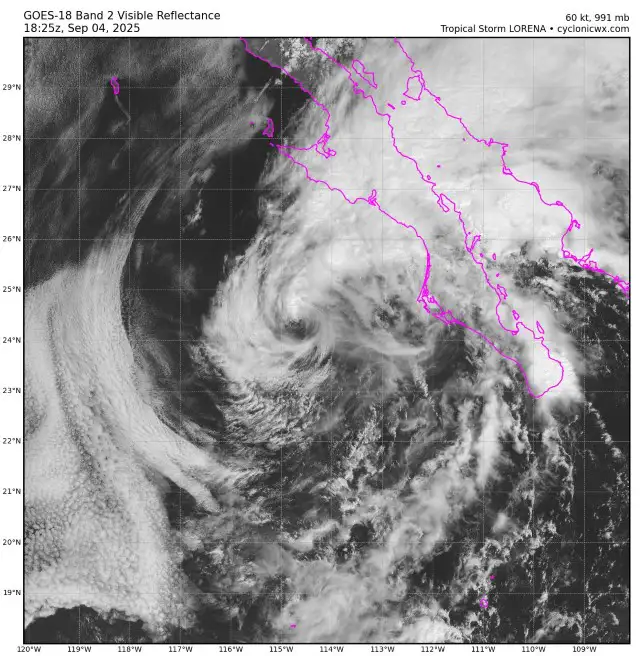 GOES-18 Band 2 Visible Reflectance
18:25z, Sep 04, 2025
60 kt, 991 mb
Tropical Storm LORENA • cyclonicwx.com
29°N
28°N
27°N
26°N
25°N
24°N
23°N
22°N
21°N
20°N
19°N
120°W 119°W 118°W 117°W 116°W 115°W 114°W 113°W 112°W 111°W 110°W 109°W